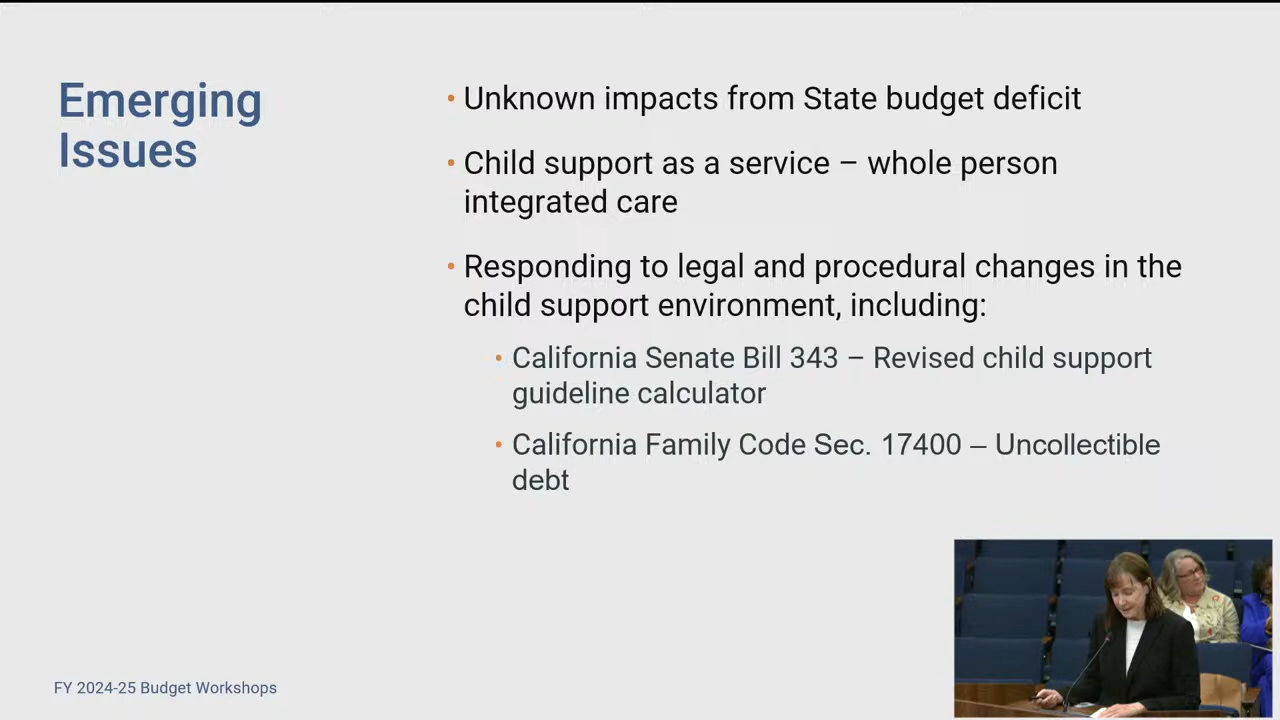 Emerging
Issues
• Unknown impacts from State budget deficit
• Child support as a service – whole person
integrated care
• Responding to legal and procedural changes in the
child support environment, including:
• California Senate Bill 343 – Revised child support
guideline calculator
• California Family Code Sec. 17400 – Uncollectible
debt
FY 2024-25 Budget Workshops